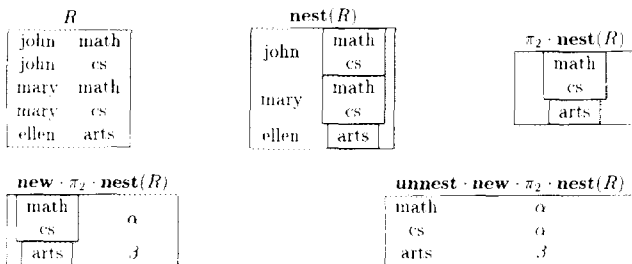 R
john math
john cs
mary math
mary cs
ellen arts
nest(R)
john math
cs
mary math
cs
ellen arts
π₂ · nest(R)
math
cs
arts
new · π₂ · nest(R)
math
cs α
arts β
unnest · new · π₂ · nest(R)
math α
cs α
arts β